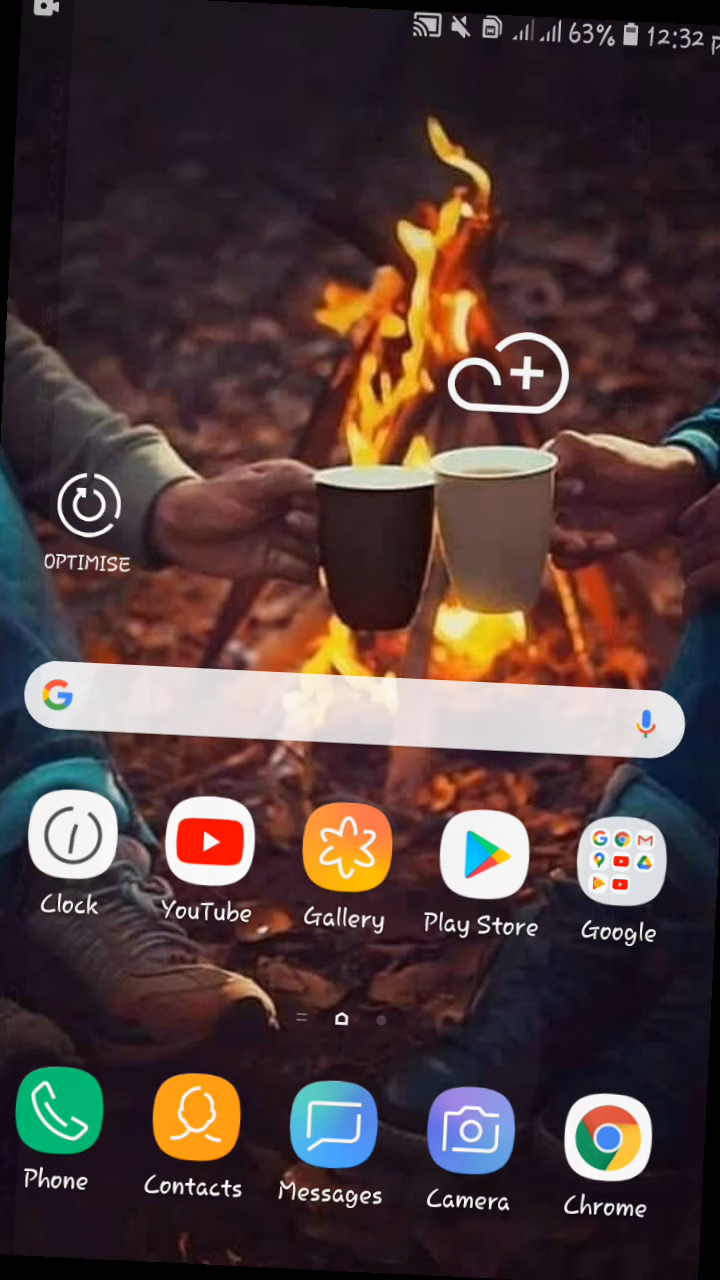 63% 12:32 p
OPTIMISE
Clock YouTube Gallery Play Store Google
Phone Contacts Messages Camera Chrome